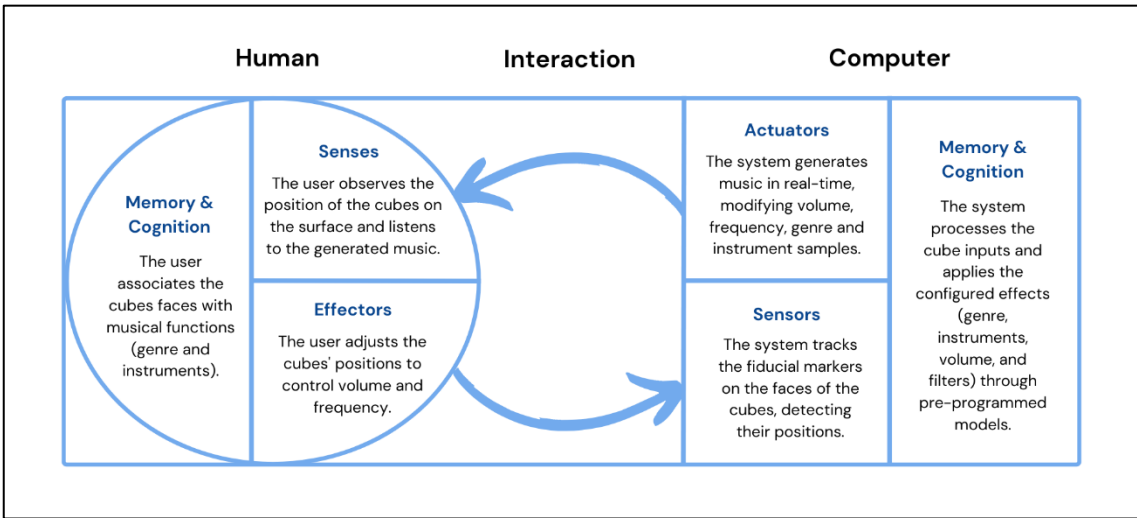 Human
Interaction
Computer
Memory &
Cognition
The user
associates the
cubes faces with
musical functions
(genre and
instruments).
Senses
The user observes the
position of the cubes on
the surface and listens
to the generated music.
Effectors
The user adjusts the
cubes' positions to
control volume and
frequency.
Actuators
The system generates
music in real-time,
modifying volume,
frequency, genre and
instrument samples.
Sensors
The system tracks
the fiducial markers
on the faces of the
cubes, detecting
their positions.
Memory &
Cognition
The system
processes the
cube inputs and
applies the
configured effects
(genre,
instruments,
volume, and
filters) through
pre-programmed
models.